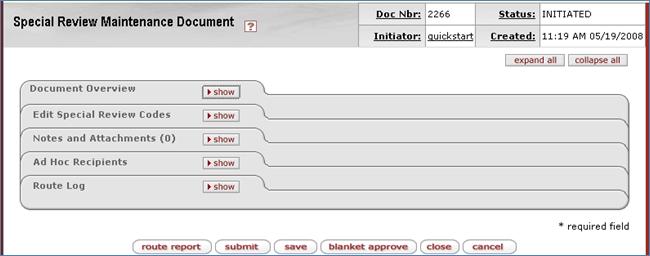 Special Review Maintenance Document ?
Doc Nbr: 2266 Status: INITIATED
Initiator: quickstart Created: 11:19 AM 05/19/2008
expand all collapse all
Document Overview show
Edit Special Review Codes show
Notes and Attachments (0) show
Ad Hoc Recipients show
Route Log show
* required field
route report submit save blanket approve close cancel